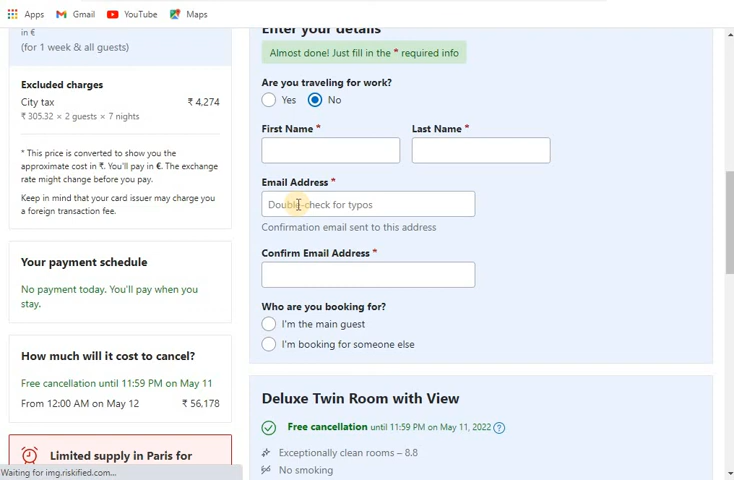 Apps Gmail YouTube Maps
in €
(for 1 week & all guests)
Excluded charges
City tax ₹ 4,274
₹ 305.32 × 2 guests × 7 nights
* This price is converted to show you the
approximate cost in ₹. You'll pay in €. The exchange
rate might change before you pay.
Keep in mind that your card issuer may charge you
a foreign transaction fee.
Your payment schedule
No payment today. You'll pay when you
stay.
How much will it cost to cancel?
Free cancellation until 11:59 PM on May 11
From 12:00 AM on May 12 ₹ 56,178
Limited supply in Paris for
Waiting for img.riskified.com...
Enter your details
Almost done! Just fill in the * required info
Are you traveling for work?
Yes No
First Name * Last Name *
Email Address *
Double-check for typos
Confirmation email sent to this address
Confirm Email Address *
Who are you booking for?
I'm the main guest
I'm booking for someone else
Deluxe Twin Room with View
Free cancellation until 11:59 PM on May 11, 2022 ?
Exceptionally clean rooms – 8.8
No smoking